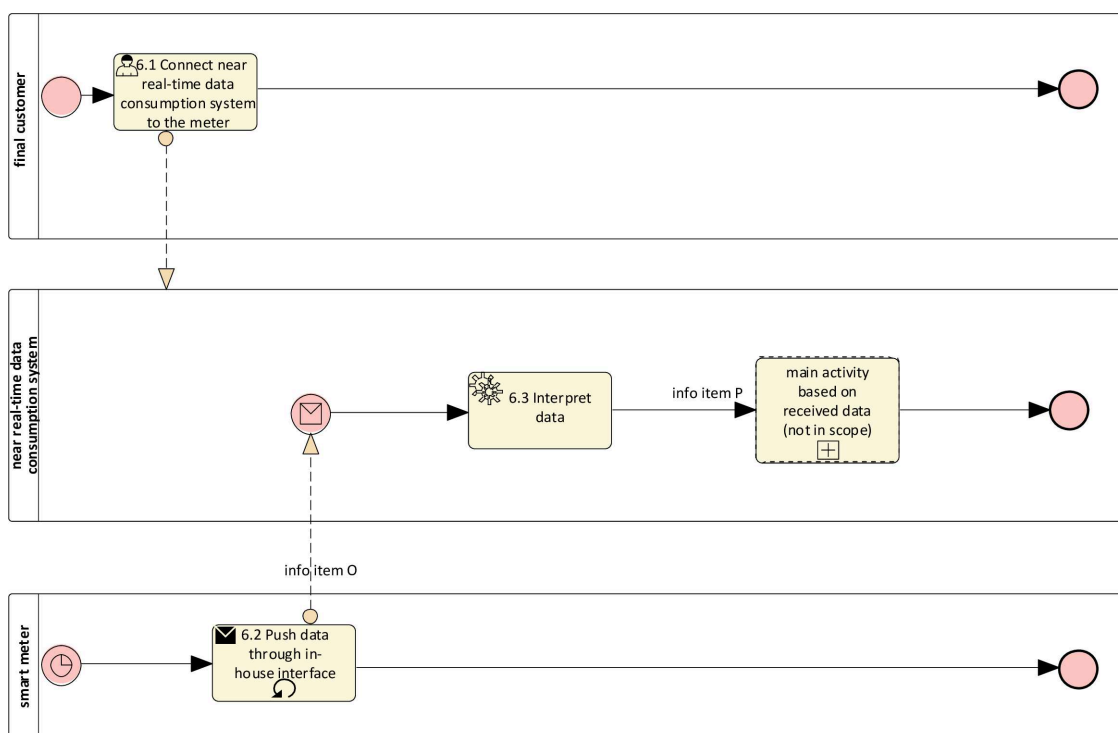 final customer
6.1 Connect near
real-time data
consumption system
to the meter
near real-time data
consumption system
6.3 Interpret
data
info item P
main activity
based on
received data
(not in scope)
info item O
smart meter
6.2 Push data
through in-
house interface